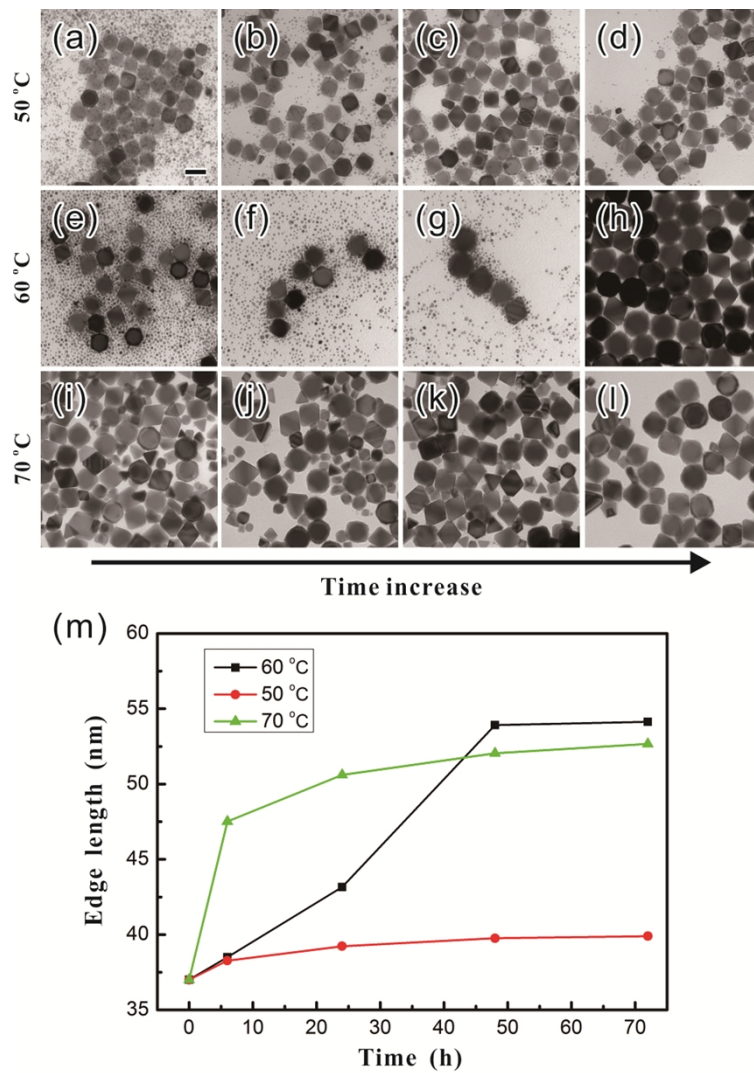 (a) (b) (c) (d)
50 °C
(e) (f) (g) (h)
60 °C
(i) (j) (k) (l)
70 °C
Time increase
(m)
60
55
50
45
40
35
Edge length (nm)
60 °C
50 °C
70 °C
0 10 20 30 40 50 60 70
Time (h)